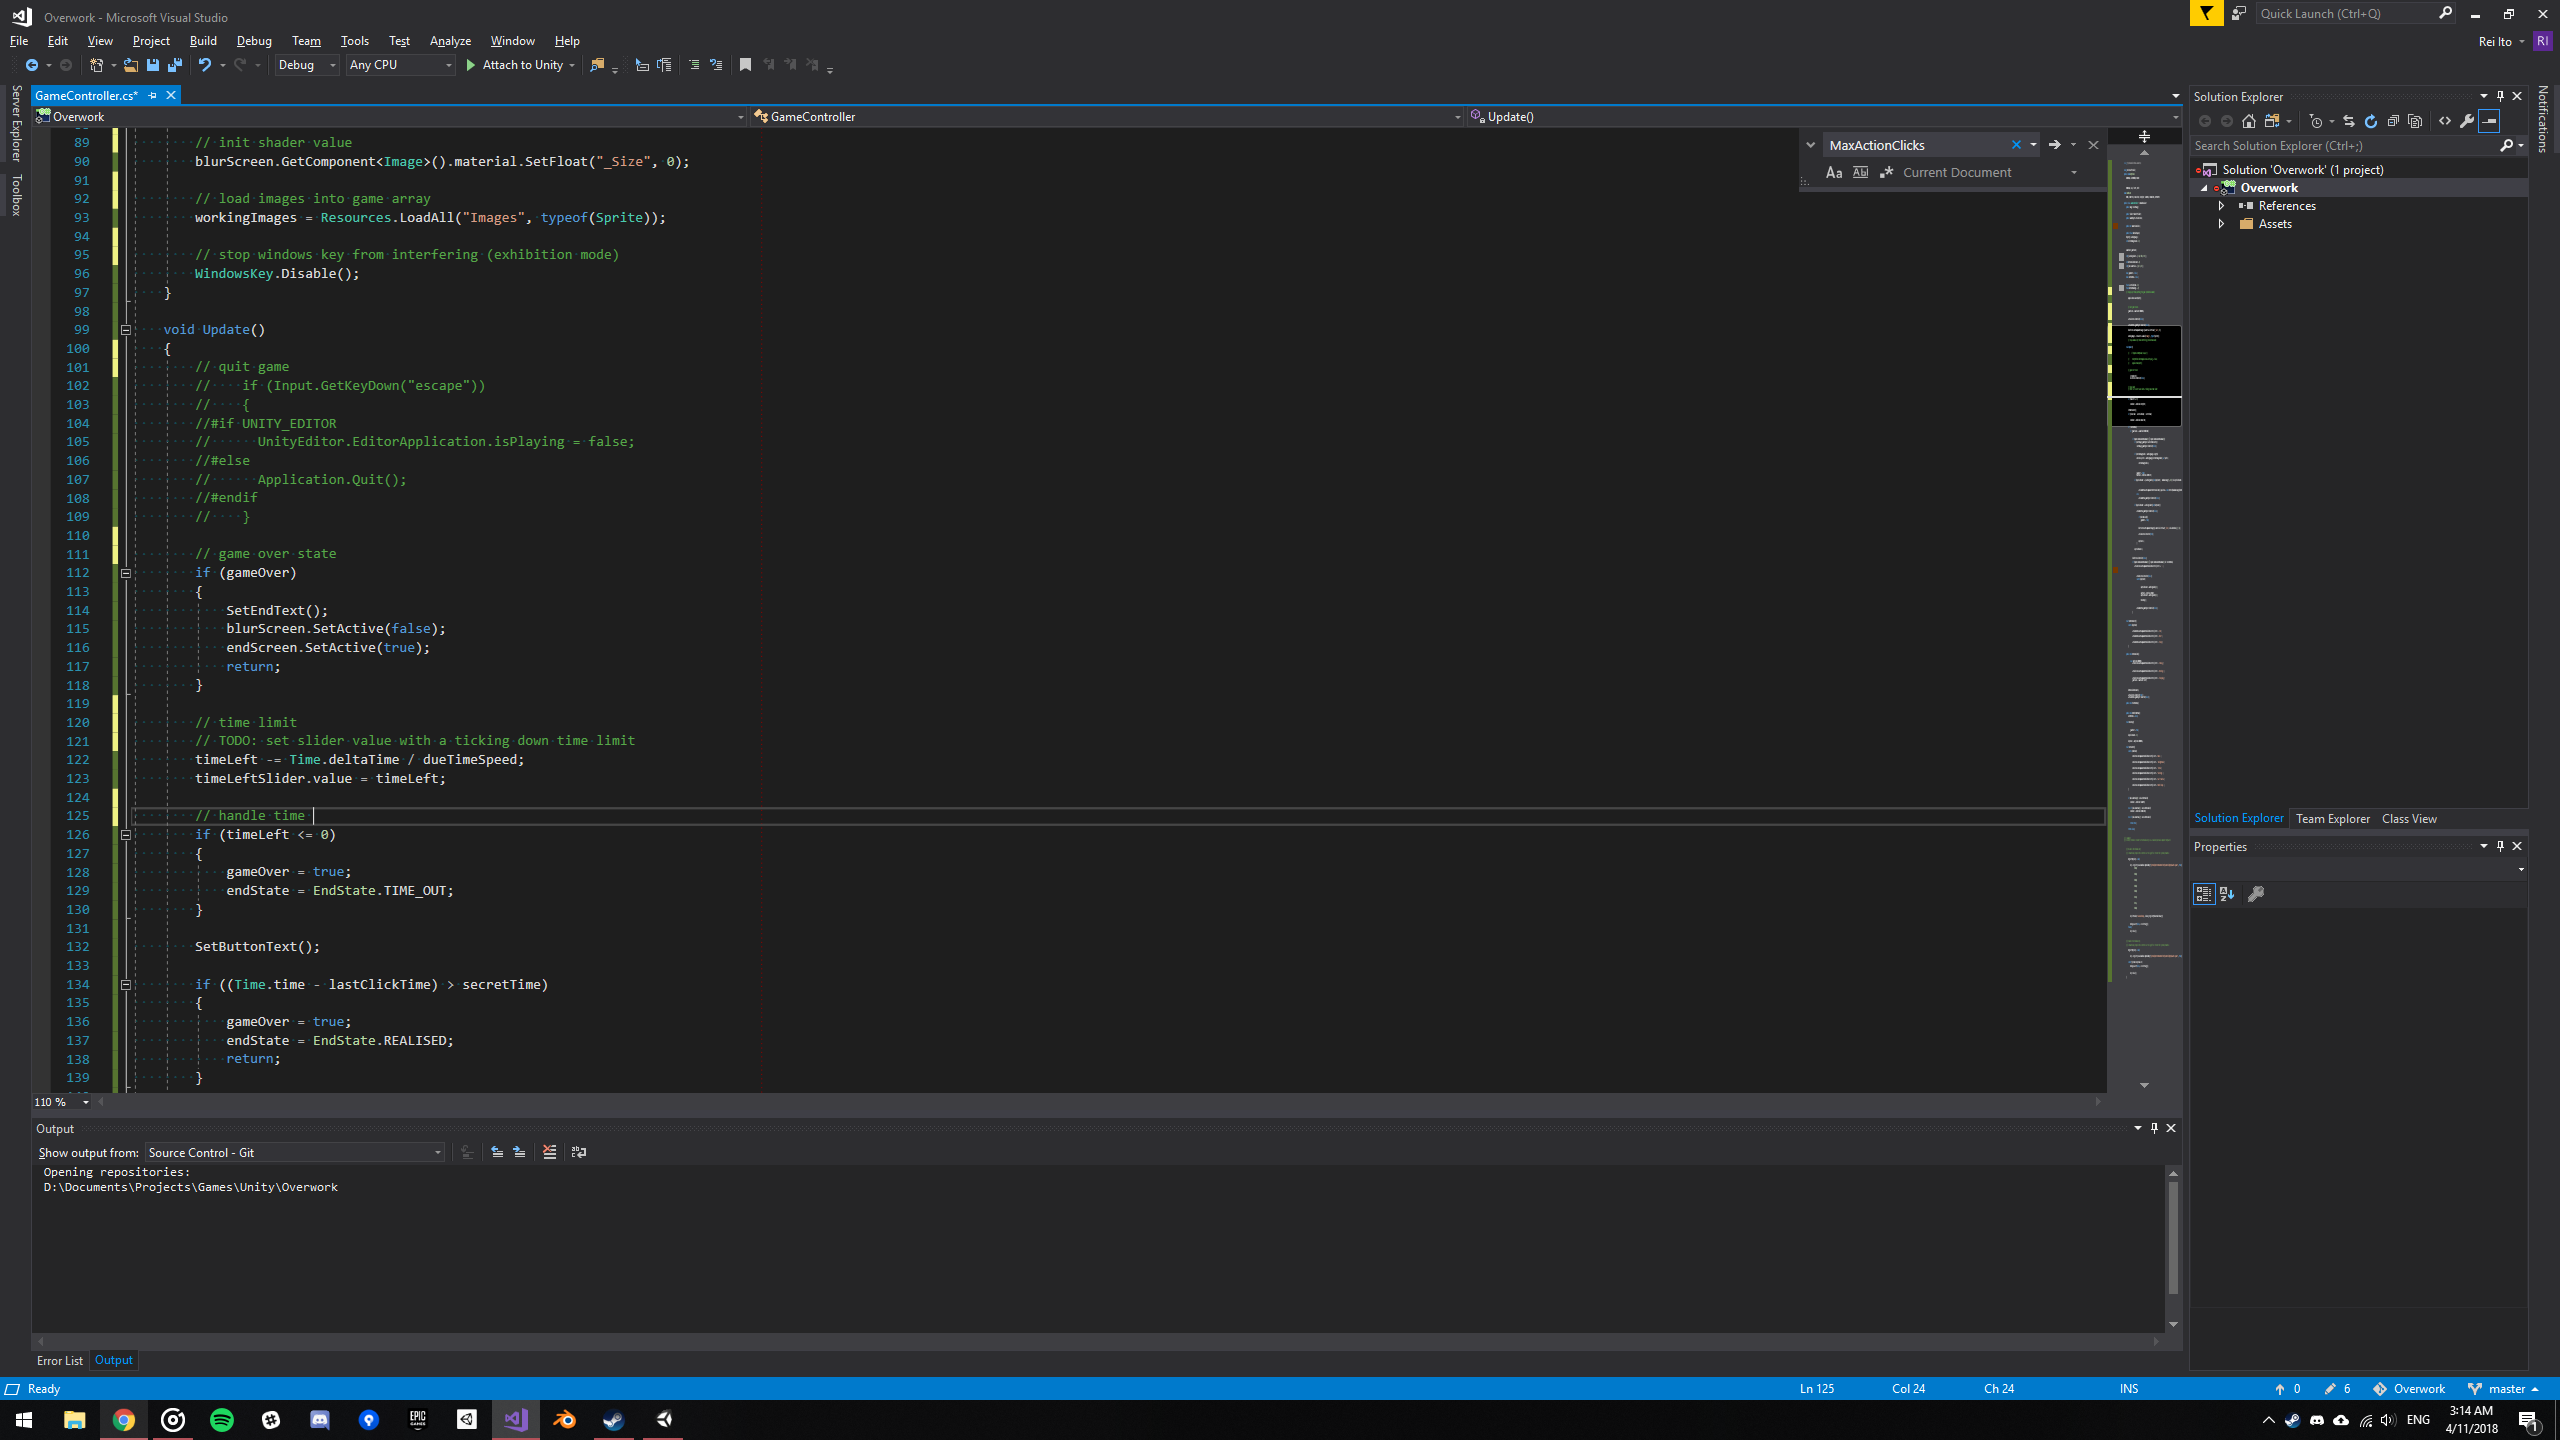 Overwork - Microsoft Visual Studio
Quick Launch (Ctrl+Q)
File Edit View Project Build Debug Team Tools Test Analyze Window Help
Rei Ito RI
Debug Any CPU Attach to Unity
Server Explorer
Toolbox
Notifications
GameController.cs*
Overwork GameController Update()
MaxActionClicks
Aa Current Document
89 // init shader value
90 blurScreen.GetComponent<Image>().material.SetFloat("_Size", 0);
91
92 // load images into game array
93 workingImages = Resources.LoadAll("Images", typeof(Sprite));
94
95 // stop windows key from interfering (exhibition mode)
96 WindowsKey.Disable();
97 }
98
99 void Update()
100 {
101 // quit game
102 // if (Input.GetKeyDown("escape"))
103 // {
104 //#if UNITY_EDITOR
105 // UnityEditor.EditorApplication.isPlaying = false;
106 //#else
107 // Application.Quit();
108 //#endif
109 // }
110
111 // game over state
112 if (gameOver)
113 {
114 SetEndText();
115 blurScreen.SetActive(false);
116 endScreen.SetActive(true);
117 return;
118 }
119
120 // time limit
121 // TODO: set slider value with a ticking down time limit
122 timeLeft -= Time.deltaTime / dueTimeSpeed;
123 timeLeftSlider.value = timeLeft;
124
125 // handle time
126 if (timeLeft <= 0)
127 {
128 gameOver = true;
129 endState = EndState.TIME_OUT;
130 }
131
132 SetButtonText();
133
134 if ((Time.time - lastClickTime) > secretTime)
135 {
136 gameOver = true;
137 endState = EndState.REALISED;
138 return;
139 }
110 %
Solution Explorer
Search Solution Explorer (Ctrl+;)
Solution 'Overwork' (1 project)
Overwork
References
Assets
Solution Explorer Team Explorer Class View
Properties
Output
Show output from: Source Control - Git
Opening repositories:
D:\Documents\Projects\Games\Unity\Overwork
Error List Output
Ready Ln 125 Col 24 Ch 24 INS 0 6 Overwork master
EPIC GAMES
ENG
3:14 AM
4/11/2018
1